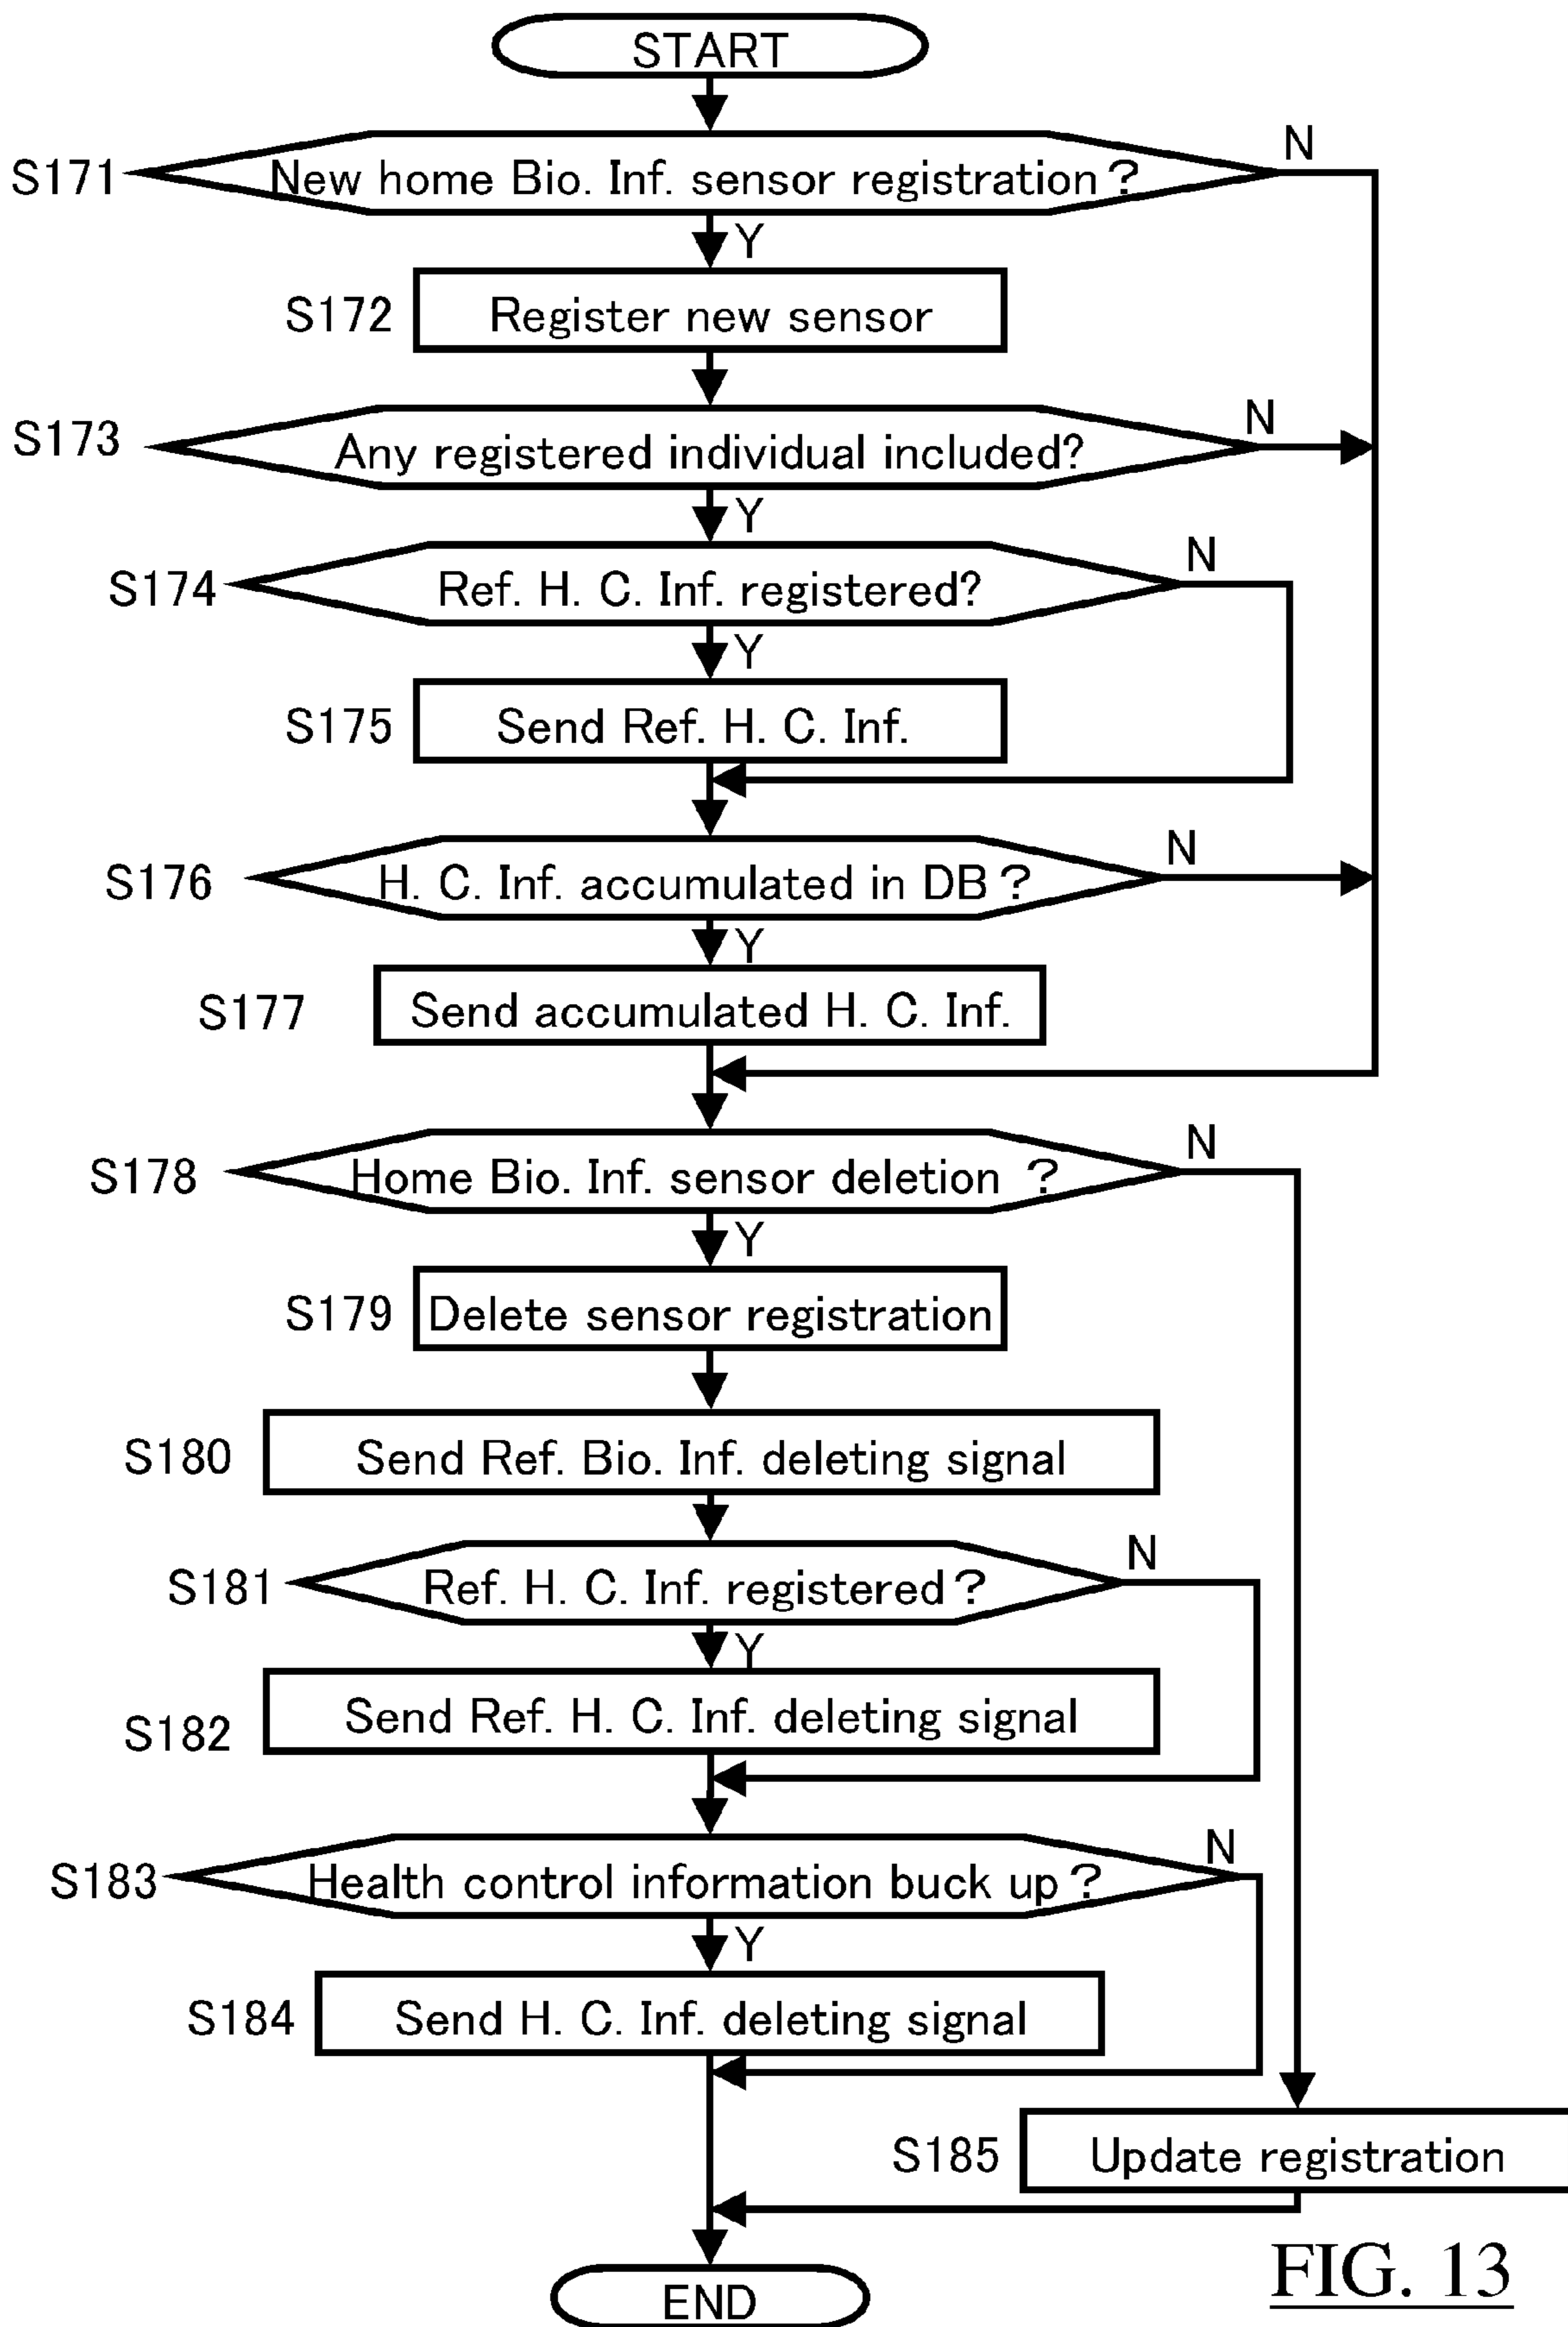 START
N
S171
New home Bio. Inf. sensor registration?
Y
S172
Register new sensor
N
S173
Any registered individual included?
Y
N
S174
Ref. H. C. Inf. registered?
Y
S175
Send Ref. H. C. Inf.
N
S176
H. C. Inf. accumulated in DB?
Y
S177
Send accumulated H. C. Inf.
N
S178
Home Bio. Inf. sensor deletion ?
Y
S179
Delete sensor registration
S180
Send Ref. Bio. Inf. deleting signal
N
S181
Ref. H. C. Inf. registered?
Y
S182
Send Ref. H. C. Inf. deleting signal
N
S183
Health control information buck up?
Y
S184
Send H. C. Inf. deleting signal
S185
Update registration
END
FIG. 13